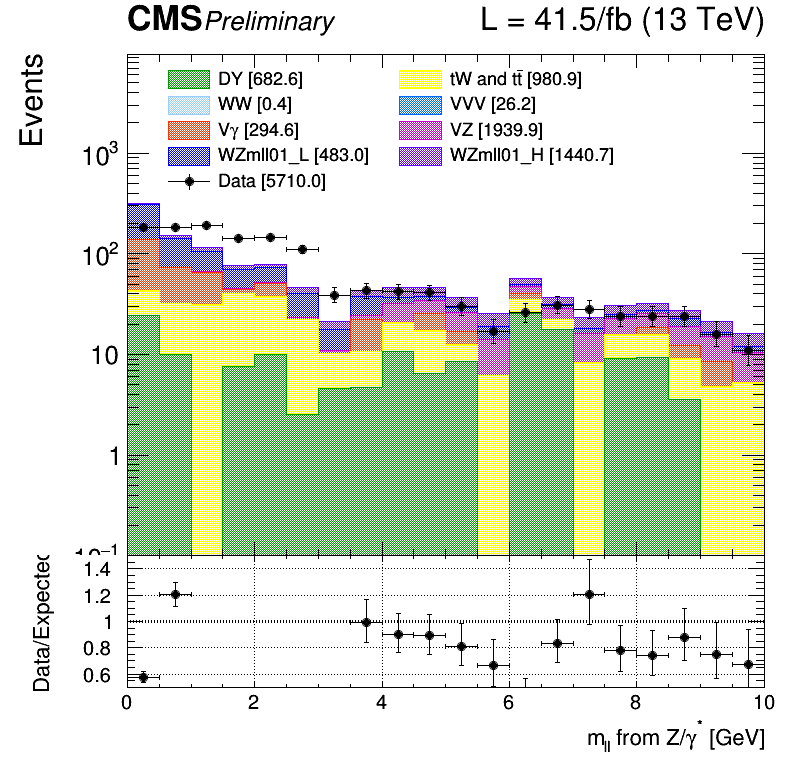 CMS Preliminary L = 41.5/fb (13 TeV)
Events
DY [682.6] tW and tt̄ [980.9]
WW [0.4] VVV [26.2]
Vγ [294.6] VZ [1939.9]
WZmll01_L [483.0] WZmll01_H [1440.7]
Data [5710.0]
10³
10²
10
1
10⁻¹
Data/Expected
1.4
1.2
1
0.8
0.6
0 2 4 6 8 10
m_ll from Z/γ* [GeV]